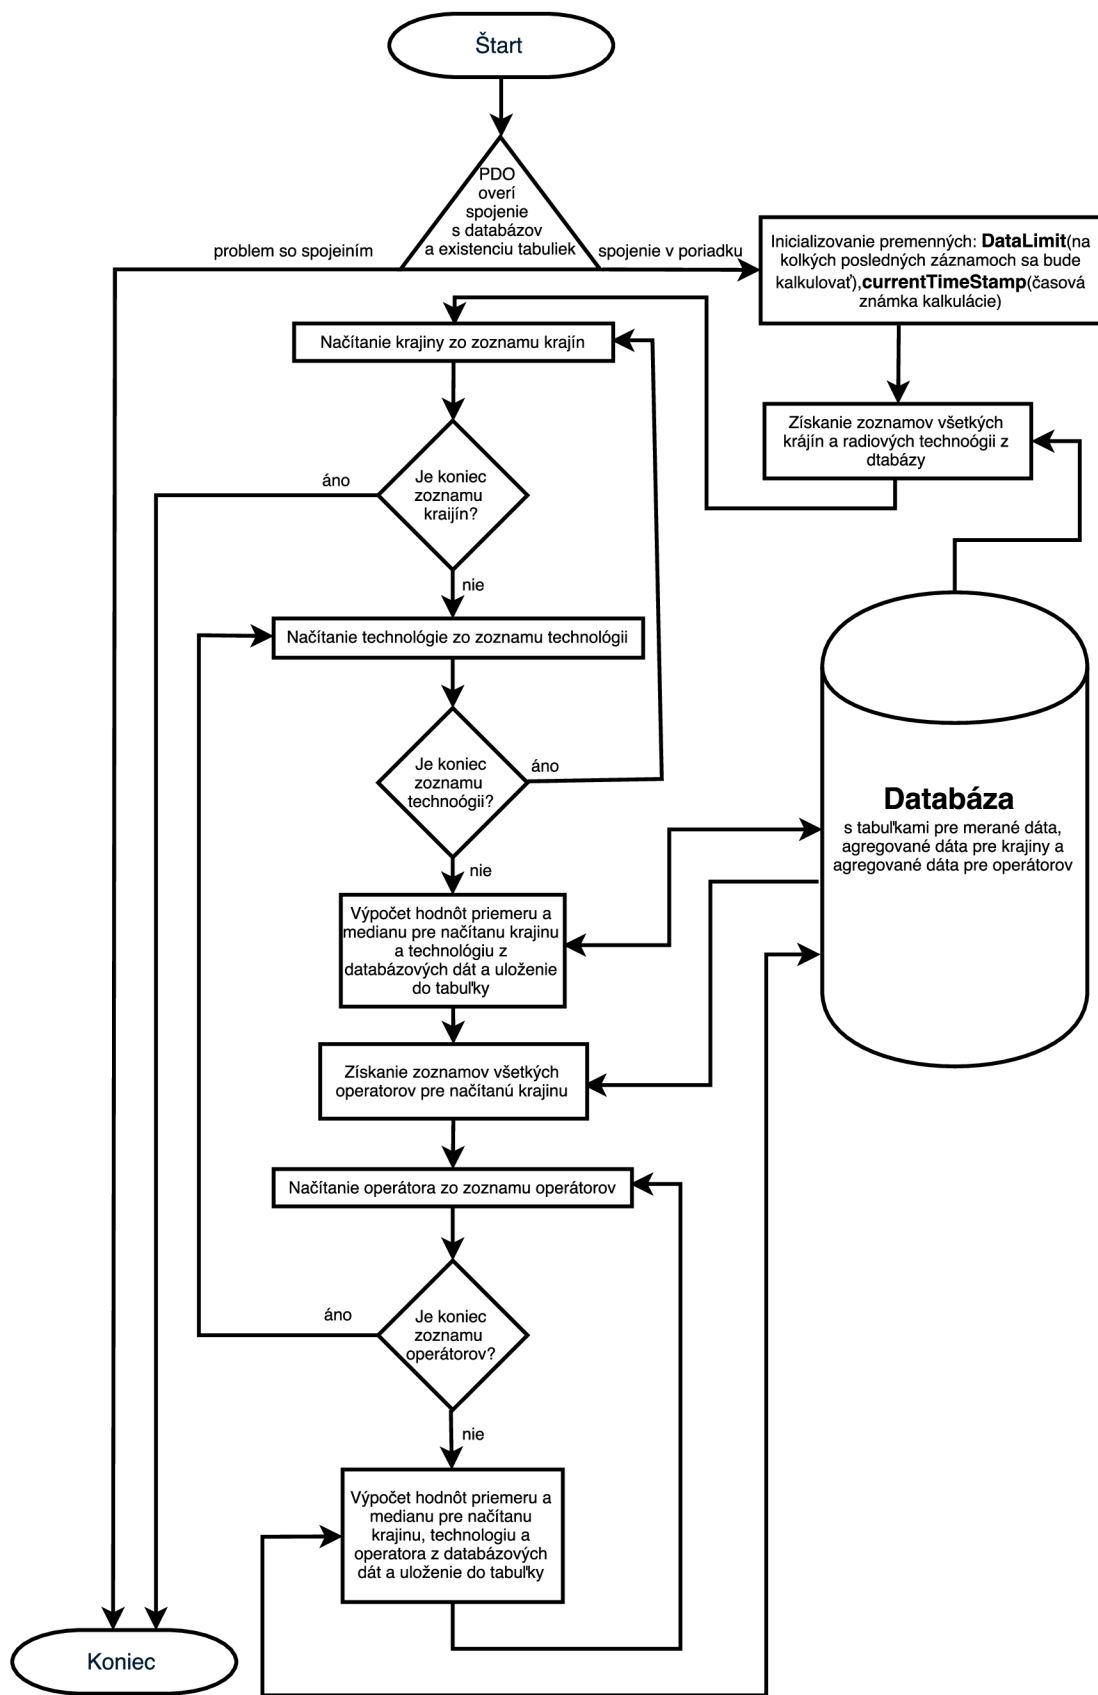 Štart
PDO
overí
spojenie
s databázov
a existenciu tabuliek
problem so spojeiním
spojenie v poriadku
Inicializovanie premenných: DataLimit(na
kolkých posledných záznamoch sa bude
kalkulovať),currentTimeStamp(časová
známka kalkulácie)
Načítanie krajiny zo zoznamu krajín
Získanie zoznamov všetkých
krájín a radiových technoógii z
dtabázy
áno
Je koniec
zoznamu
kraijín?
nie
Načítanie technológie zo zoznamu technológii
Je koniec
zoznamu
technoógii?
áno
nie
Databáza
s tabuľkami pre merané dáta,
agregované dáta pre krajiny a
agregované dáta pre operátorov
Výpočet hodnôt priemeru a
medianu pre načítanu krajinu
a technológiu z
databázových dát a uloženie
do tabuľky
Získanie zoznamov všetkých
operatorov pre načítanú krajinu
Načítanie operátora zo zoznamu operátorov
áno
Je koniec
zoznamu
operátorov?
nie
Výpočet hodnôt priemeru a
medianu pre načítanu
krajinu, technologiu a
operatora z databázových
dát a uloženie do tabuľky
Koniec